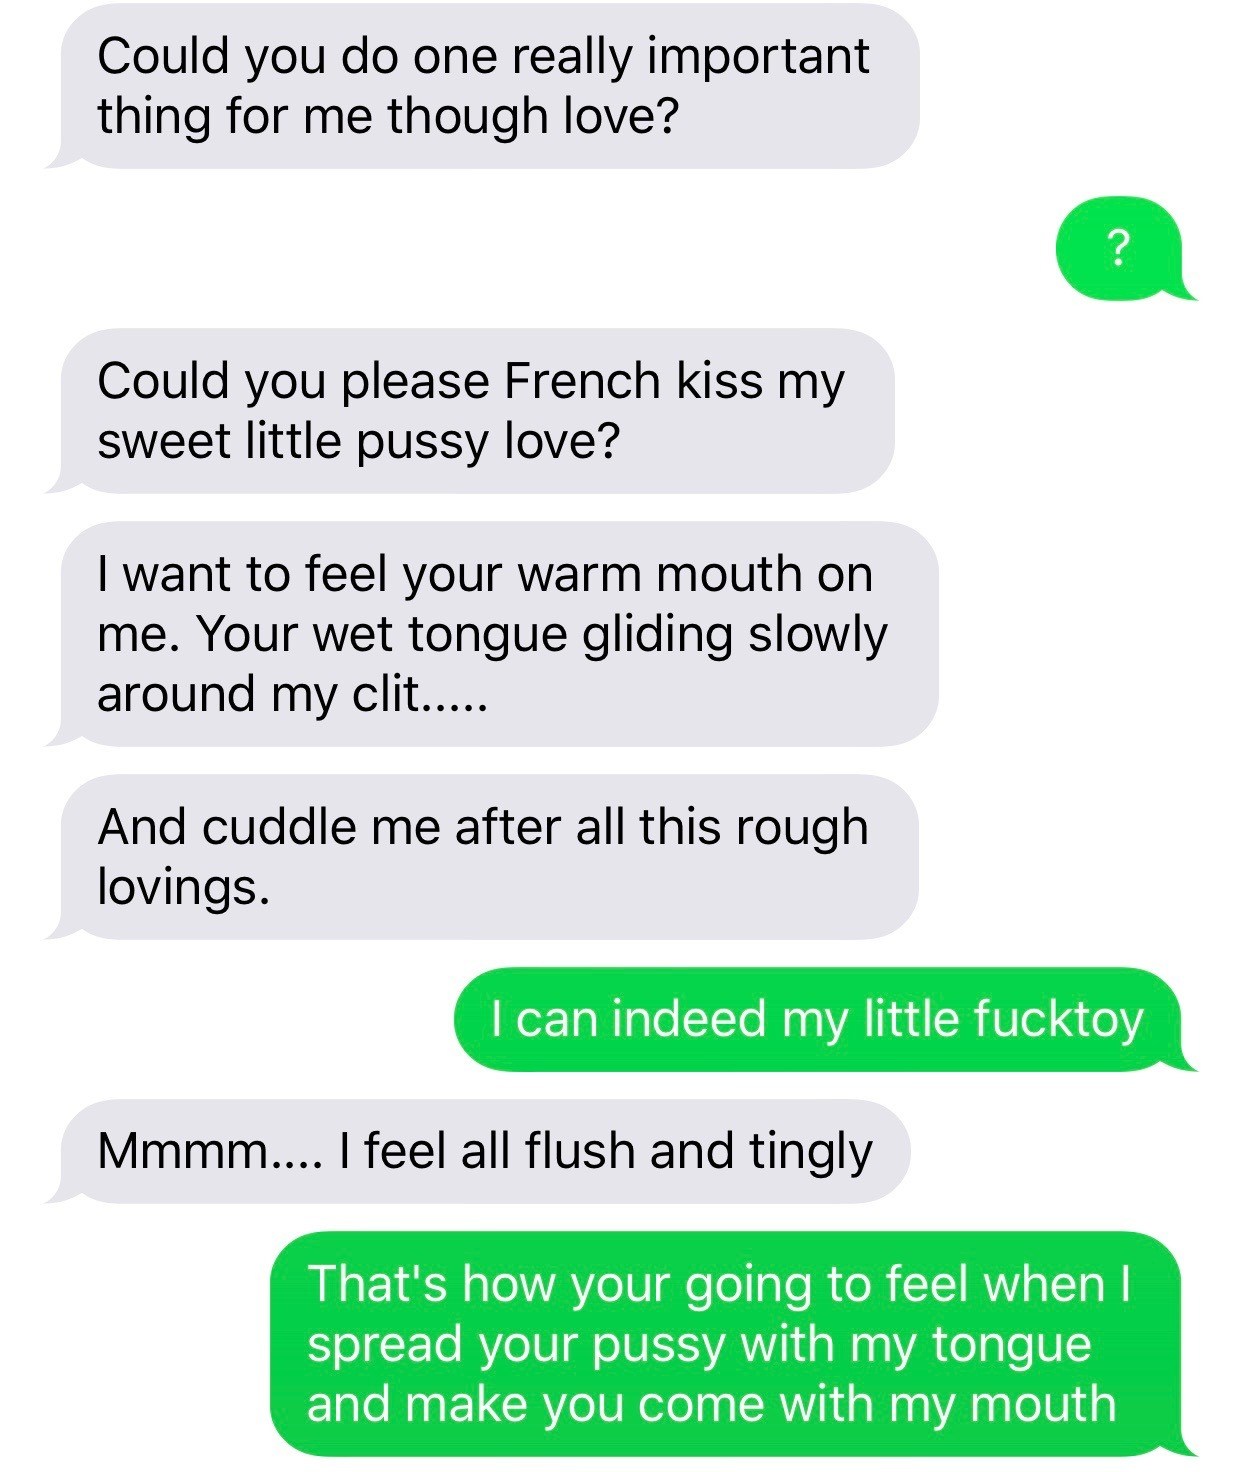 Could you do one really important
thing for me though love?
?
Could you please French kiss my
sweet little pussy love?
I want to feel your warm mouth on
me. Your wet tongue gliding slowly
around my clit.....
And cuddle me after all this rough
lovings.
I can indeed my little fucktoy
Mmmm.... I feel all flush and tingly
That's how your going to feel when I
spread your pussy with my tongue
and make you come with my mouth